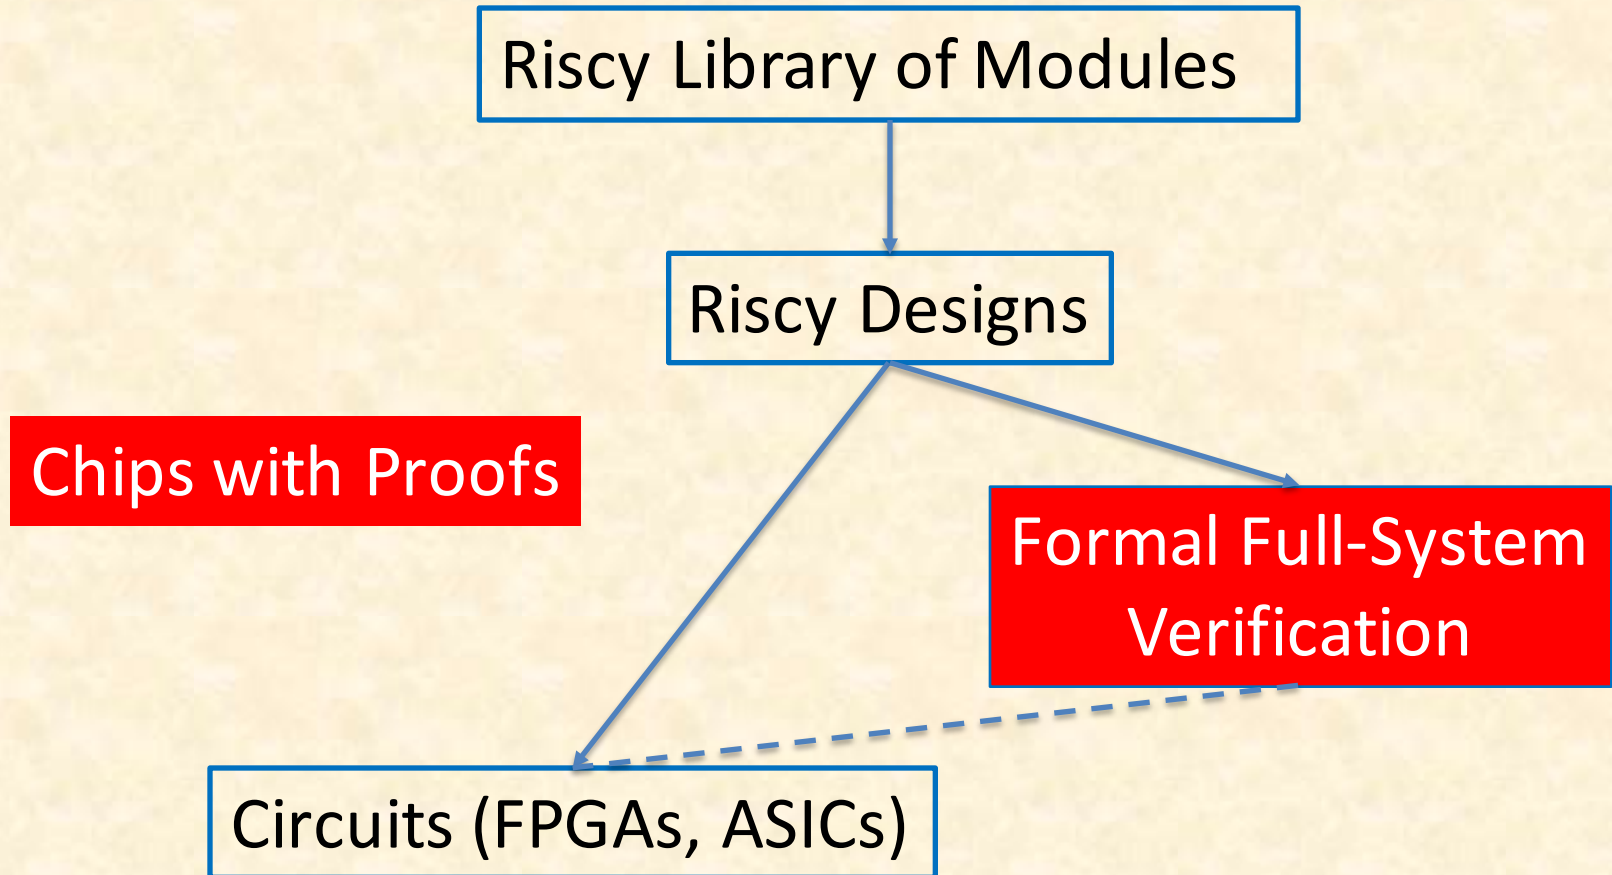 Riscy Library of Modules
Riscy Designs
Chips with Proofs
Formal Full-System
Verification
Circuits (FPGAs, ASICs)